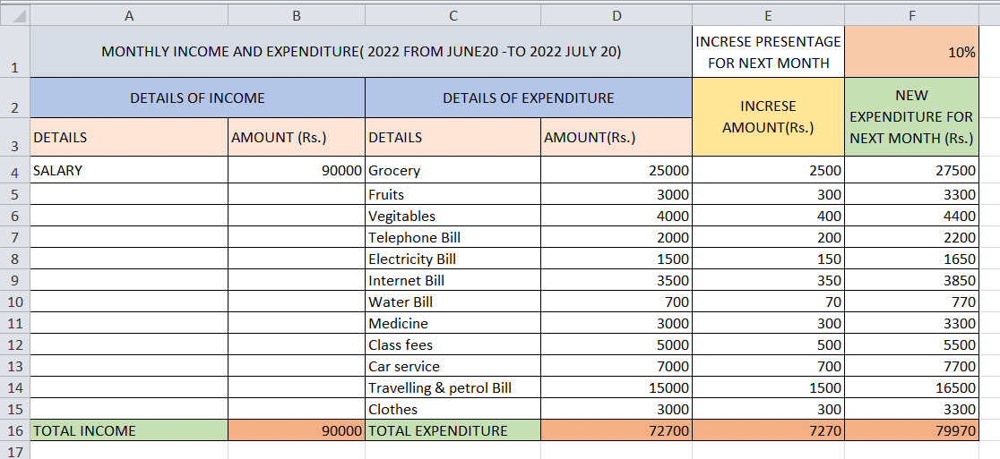 A B C D E F
1 MONTHLY INCOME AND EXPENDITURE( 2022 FROM JUNE20 -TO 2022 JULY 20) INCRESE PRESENTAGE FOR NEXT MONTH 10%
2 DETAILS OF INCOME DETAILS OF EXPENDITURE INCRESE AMOUNT(Rs.) NEW EXPENDITURE FOR NEXT MONTH (Rs.)
3 DETAILS AMOUNT (Rs.) DETAILS AMOUNT(Rs.)
4 SALARY 90000 Grocery 25000 2500 27500
5 Fruits 3000 300 3300
6 Vegitables 4000 400 4400
7 Telephone Bill 2000 200 2200
8 Electricity Bill 1500 150 1650
9 Internet Bill 3500 350 3850
10 Water Bill 700 70 770
11 Medicine 3000 300 3300
12 Class fees 5000 500 5500
13 Car service 7000 700 7700
14 Travelling & petrol Bill 15000 1500 16500
15 Clothes 3000 300 3300
16 TOTAL INCOME 90000 TOTAL EXPENDITURE 72700 7270 79970
17